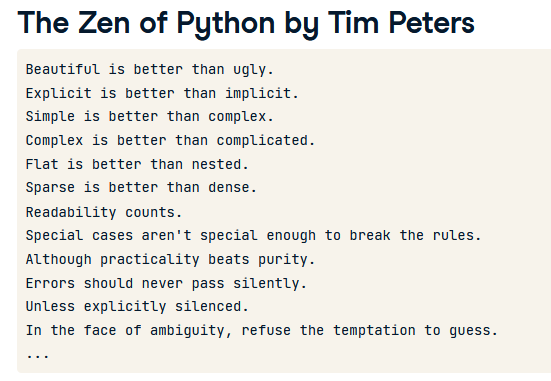 The Zen of Python by Tim Peters
Beautiful is better than ugly.
Explicit is better than implicit.
Simple is better than complex.
Complex is better than complicated.
Flat is better than nested.
Sparse is better than dense.
Readability counts.
Special cases aren't special enough to break the rules.
Although practicality beats purity.
Errors should never pass silently.
Unless explicitly silenced.
In the face of ambiguity, refuse the temptation to guess.
...